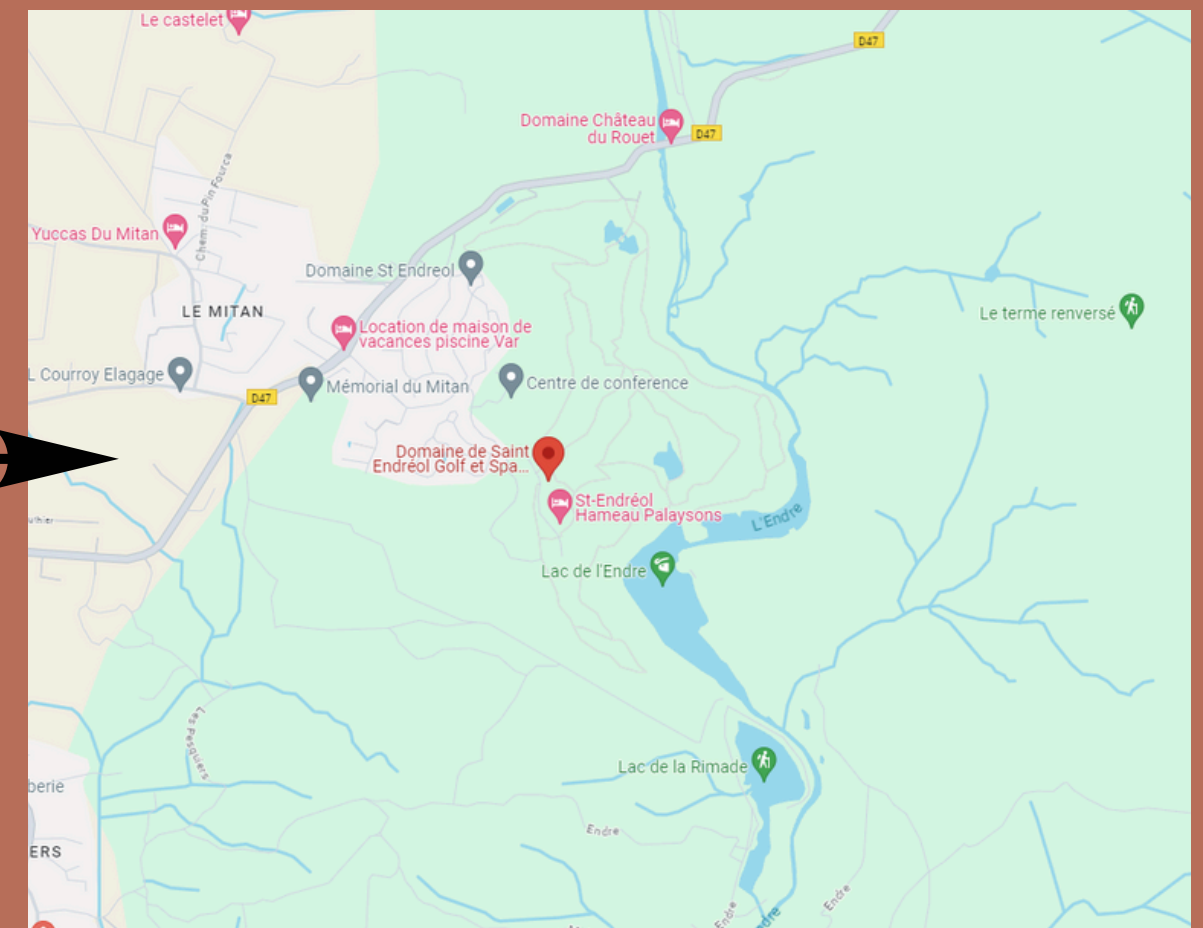 Le castelet
D47
Domaine Château
du Rouet
D47
Chem. du Pin Fourca
Yuccas Du Mitan
Domaine St Endreol
LE MITAN
Le terme renversé
Location de maison de
vacances piscine Var
L Courroy Elagage
Mémorial du Mitan
Centre de conference
D47
Domaine de Saint
Endréol Golf et Spa...
St-Endréol
Hameau Palaysons
L'Endre
Lac de l'Endre
Les Pesquiers
Lac de la Rimade
berie
Endre
ERS
Endre
Endre